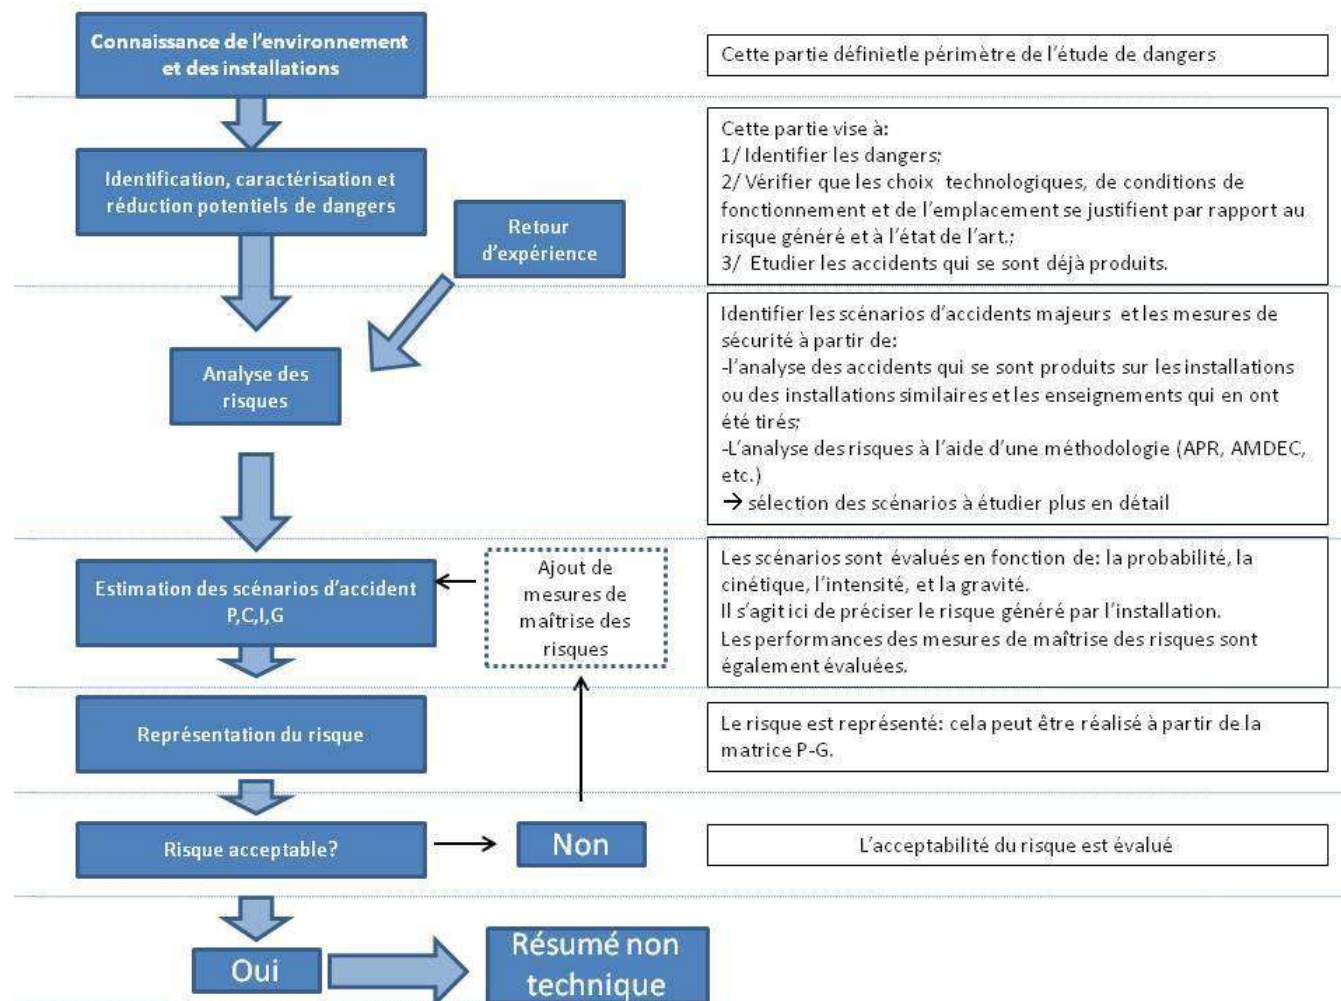 Connaissance de l'environnement
et des installations
Cette partie définietle périmètre de l'étude de dangers
Identification, caractérisation et
réduction potentiels de dangers
Retour
d'expérience
Cette partie vise à:
1/ Identifier les dangers;
2/ Vérifier que les choix technologiques, de conditions de
fonctionnement et de l'emplacement se justifient par rapport au
risque généré et à l'état de l'art.;
3/ Etudier les accidents qui se sont déjà produits.
Analyse des
risques
Identifier les scénarios d'accidents majeurs et les mesures de
sécurité à partir de:
-l'analyse des accidents qui se sont produits sur les installations
ou des installations similaires et les enseignements qui en ont
été tirés;
-L'analyse des risques à l'aide d'une méthodologie (APR, AMDEC,
etc.)
→ sélection des scénarios à étudier plus en détail
Estimation des scénarios d'accident
P,C,I,G
Ajout de
mesures de
maîtrise des
risques
Les scénarios sont évalués en fonction de: la probabilité, la
cinétique, l'intensité, et la gravité.
Il s'agit ici de préciser le risque généré par l'installation.
Les performances des mesures de maîtrise des risques sont
également évaluées.
Représentation du risque
Le risque est représenté: cela peut être réalisé à partir de la
matrice P-G.
Risque acceptable?
Non
L'acceptabilité du risque est évalué
Oui
Résumé non
technique